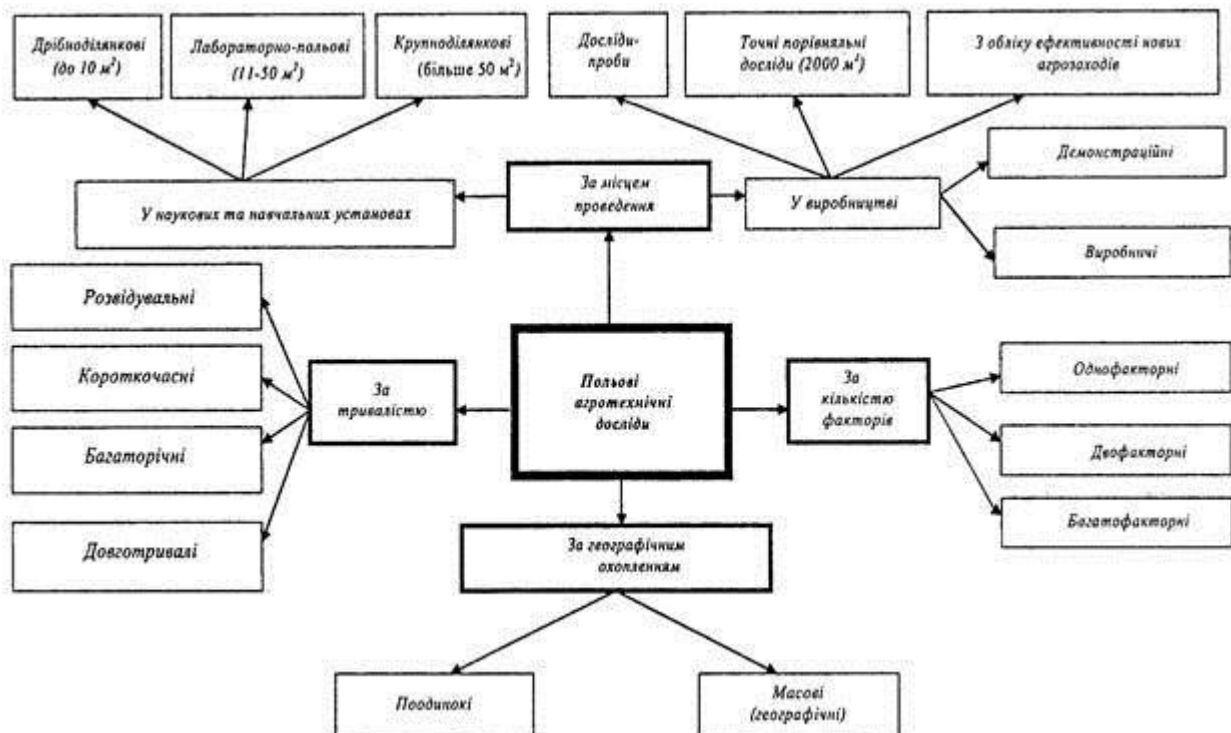 Дрібноділянкові
(до 10 м²)
Лабораторно-польові
(11-50 м²)
Крупноділянкові
(більше 50 м²)
Досліди-
проби
Точні порівняльні
досліди (2000 м²)
З обліку ефективності нових
агрозаходів
Демонстраційні
У наукових та навчальних установах
За місцем
проведення
У виробництві
Виробничі
Розвідувальні
Короткочасні
Багаторічні
Довготривалі
За
тривалістю
Польові
агротехнічні
досліди
За
кількістю
факторів
Однофакторні
Двофакторні
Багатофакторні
За географічним
охопленням
Поодинокі
Масові
(географічні)